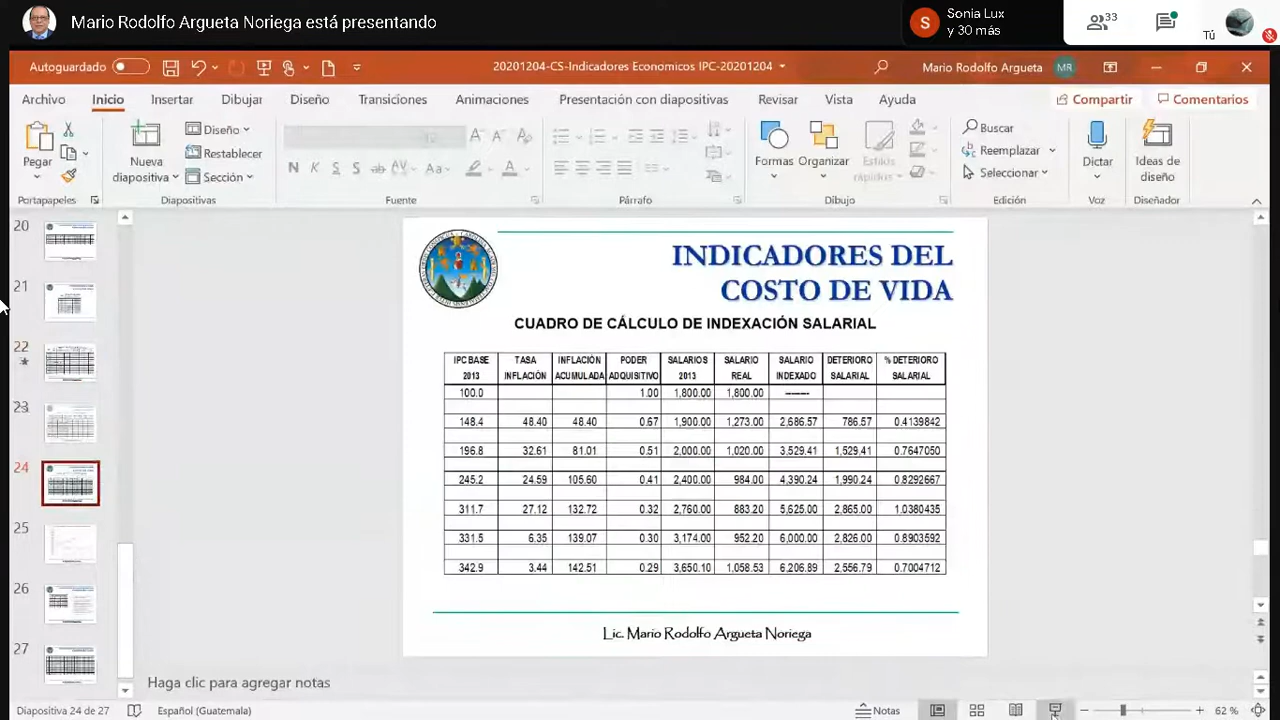 Mario Rodolfo Argueta Noriega está presentando
Sonia Lux
y 30 más
S
33
Tú
Autoguardado
20201204-CS-Indicadores Economicos IPC-20201204
Mario Rodolfo Argueta
MR
Archivo Inicio Insertar Dibujar Diseño Transiciones Animaciones Presentación con diapositivas Revisar Vista Ayuda
Compartir Comentarios
Pegar
Nueva
diapositiva
Diseño
Restablecer
Sección
N K S S ab AV Aa A
Formas Organizar Estilos
rápidos
Buscar
Reemplazar
Seleccionar
Dictar
Ideas de
diseño
Portapapeles Diapositivas Fuente Párrafo Dibujo Edición Voz Diseñador
20
21
22
23
24
25
26
27
INDICADORES DEL
COSTO DE VIDA
CUADRO DE CÁLCULO DE INDEXACIÓN SALARIAL
IPC BASE TASA INFLACIÓN PODER SALARIOS SALARIO SALARIO DETERIORO % DETERIORO
2013 INFLACIÓN ACUMULADA ADQUISITIVO 2013 REAL INDEXADO SALARIAL SALARIAL
100.0 1.00 1,800.00 1,800.00 --------
148.4 48.40 48.40 0.67 1,900.00 1,273.00 2,686.57 786.57 0.4139842
196.8 32.61 81.01 0.51 2,000.00 1,020.00 3,529.41 1,529.41 0.7647050
245.2 24.59 105.60 0.41 2,400.00 984.00 4,390.24 1,990.24 0.8292667
311.7 27.12 132.72 0.32 2,760.00 883.20 5,625.00 2,865.00 1.0380435
331.5 6.35 139.07 0.30 3,174.00 952.20 6,000.00 2,826.00 0.8903592
342.9 3.44 142.51 0.29 3,650.10 1,058.53 6,206.89 2,556.79 0.7004712
Lic. Mario Rodolfo Argueta Noriega
Haga clic para agregar notas
Diapositiva 24 de 27 Español (Guatemala) Notas 62 %